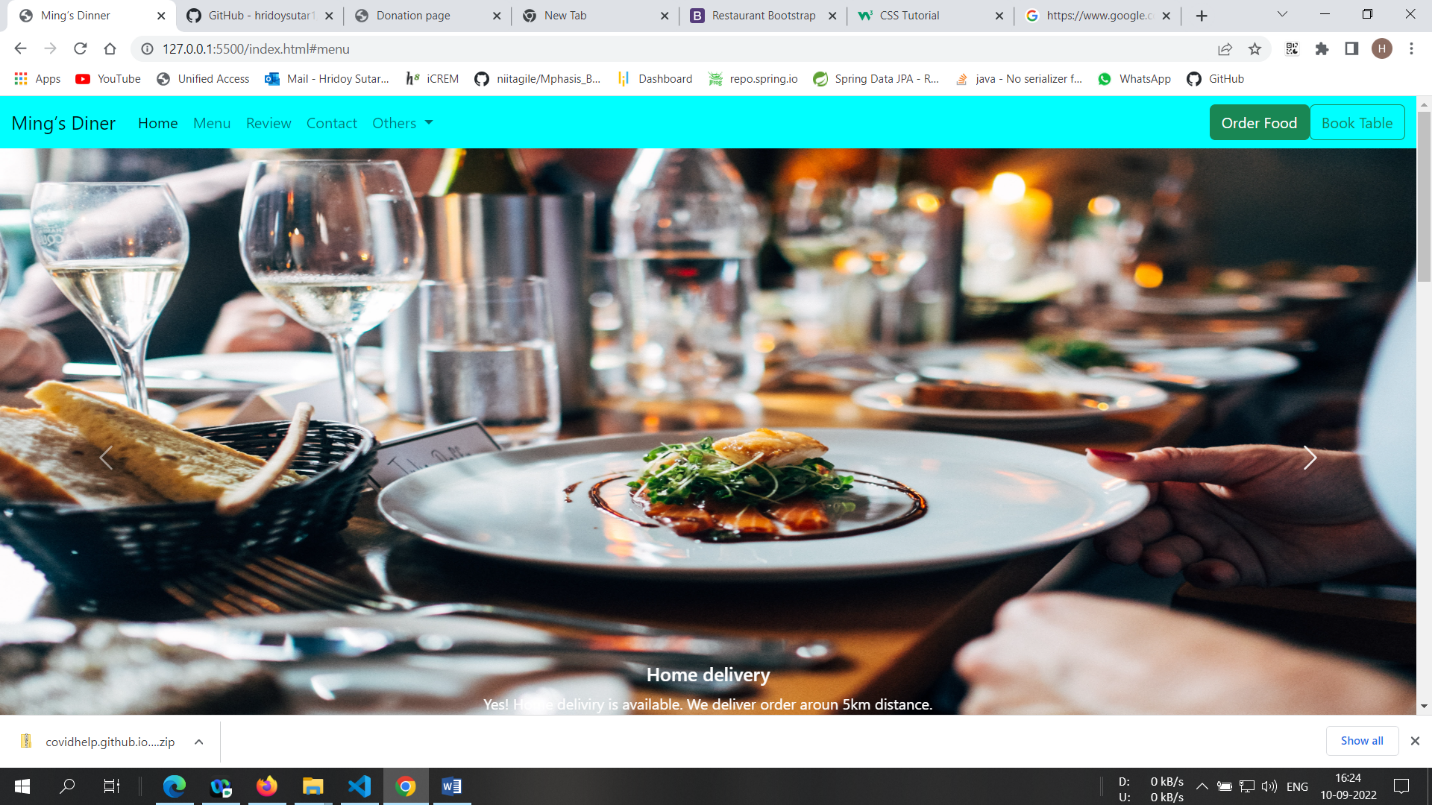 Ming's Dinner
GitHub - hridoysutar1
Donation page
New Tab
Restaurant Bootstrap
CSS Tutorial
https://www.google.c
127.0.0.1:5500/index.html#menu
H
Apps
YouTube
Unified Access
Mail - Hridoy Sutar...
iCREM
niitagile/Mphasis_B...
Dashboard
repo.spring.io
Spring Data JPA - R...
java - No serializer f...
WhatsApp
GitHub
Ming's Diner
Home
Menu
Review
Contact
Others
Order Food
Book Table
Home delivery
Yes! Home deliviry is available. We deliver order aroun 5km distance.
covidhelp.github.io....zip
Show all
D: 0 kB/s
U: 0 kB/s
ENG
16:24
10-09-2022